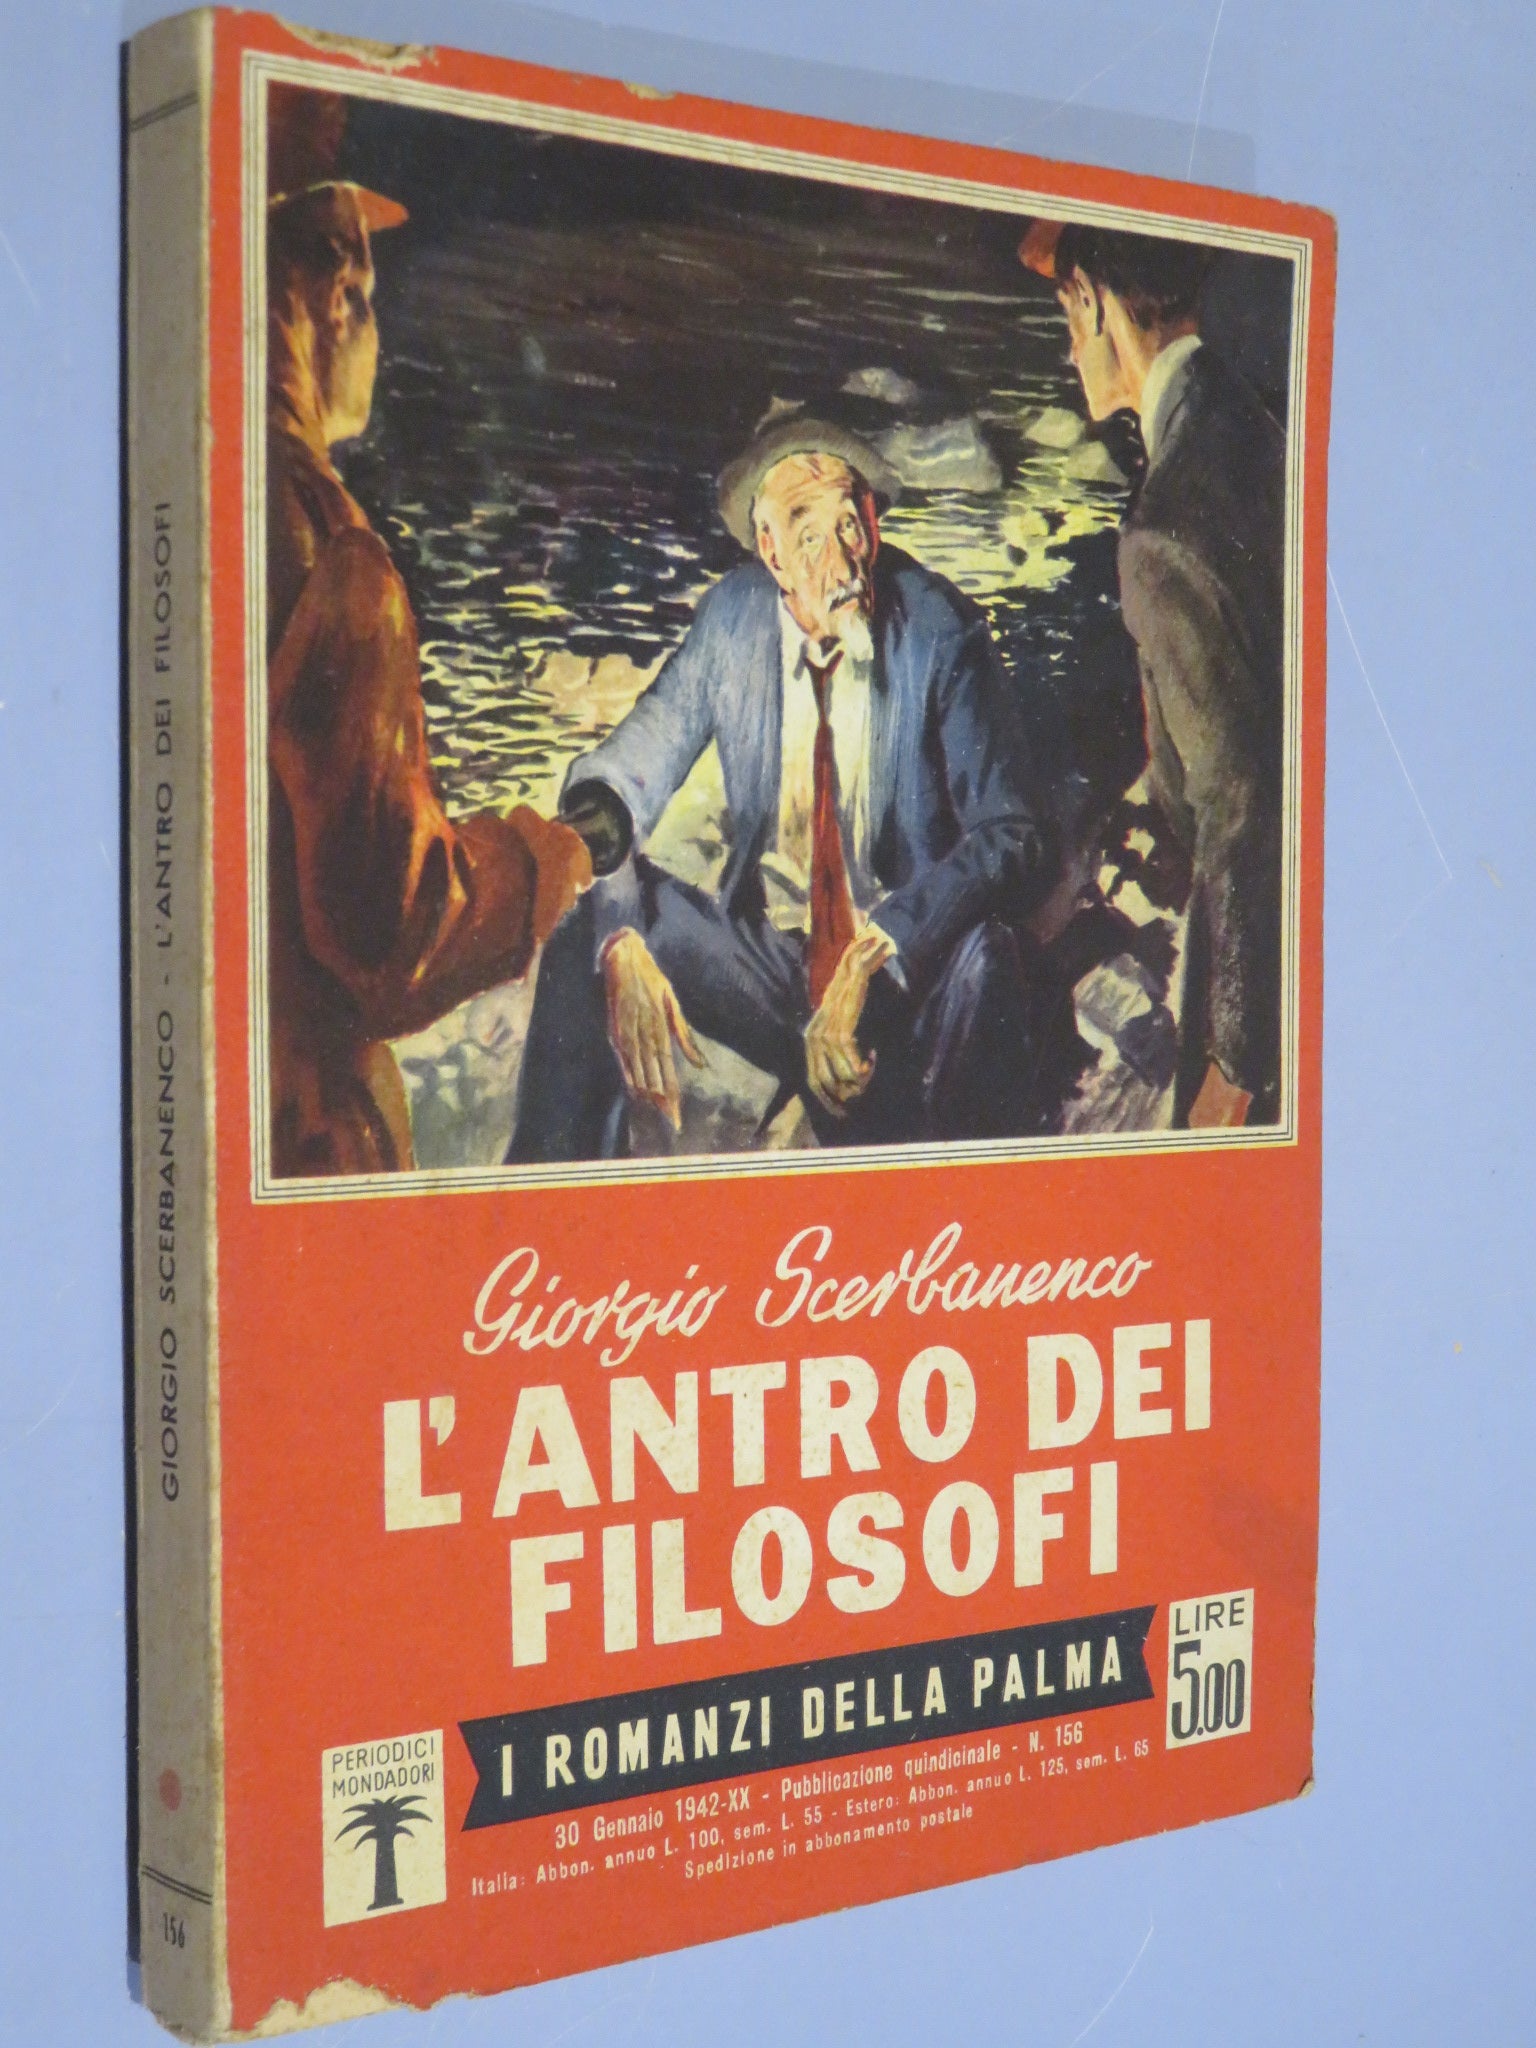 GIORGIO SCERBANENCO - L'ANTRO DEI FILOSOFI
156
Giorgio Scerbanenco
L'ANTRO DEI
FILOSOFI
I ROMANZI DELLA PALMA
LIRE
5.00
PERIODICI
MONDADORI
30 Gennaio 1942-XX - Pubblicazione quindicinale - N. 156
Italia: Abbon. annuo L. 100, sem. L. 55 - Estero: Abbon. annuo L. 125, sem. L. 65
Spedizione in abbonamento postale